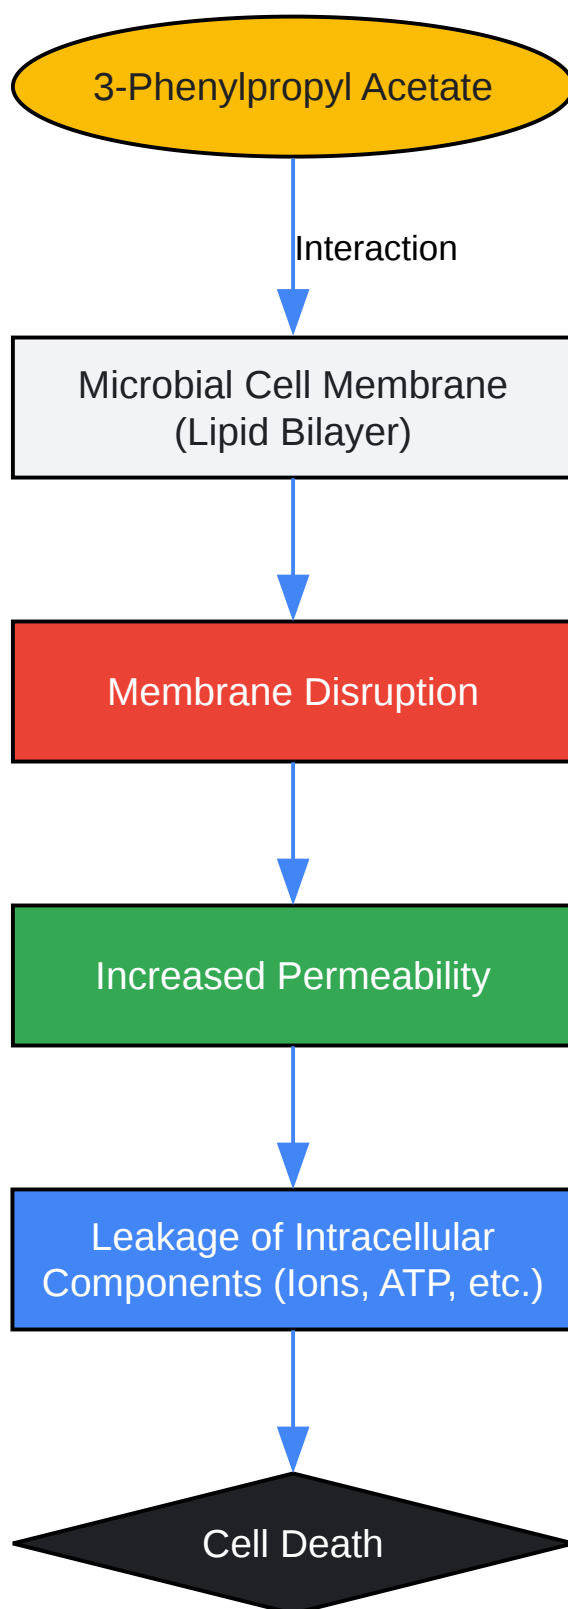 3-Phenylpropyl Acetate
Interaction
Microbial Cell Membrane
(Lipid Bilayer)
Membrane Disruption
Increased Permeability
Leakage of Intracellular
Components (Ions, ATP, etc.)
Cell Death